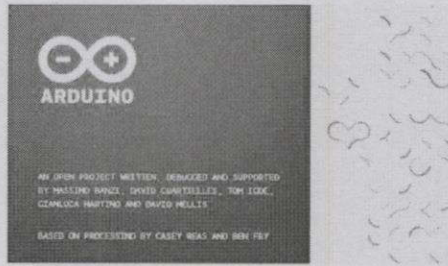 ARDUINO
AN OPEN PROJECT WRITTEN, DEBUGGED AND SUPPORTED
BY MASSIMO BANZI, DAVID CUARTIELLES, TOM IGOE,
GIANLUCA MARTINO AND DAVID MELLIS
BASED ON PROCESSING BY CASEY REAS AND BEN FRY